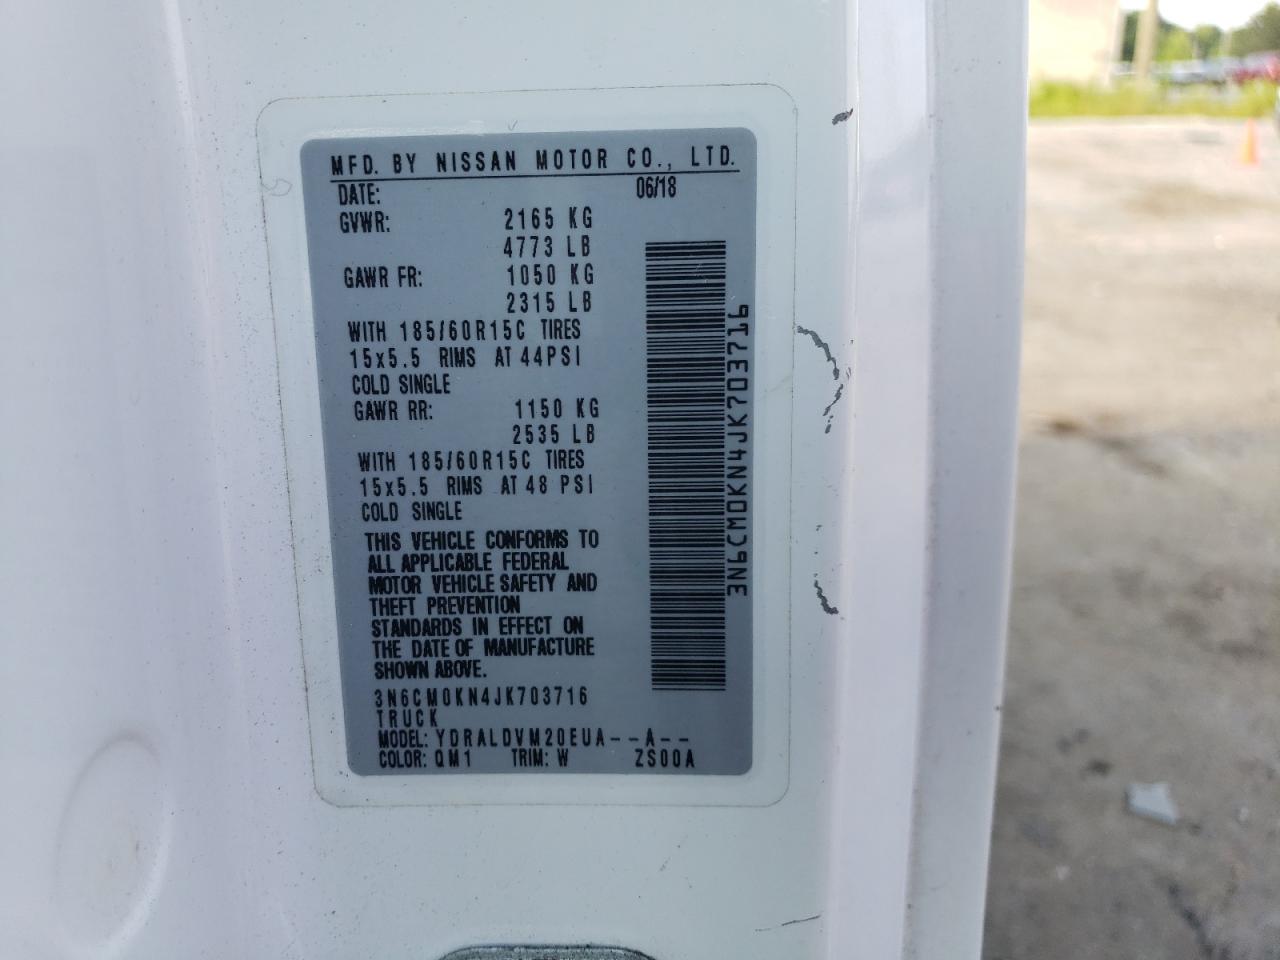 MFD. BY NISSAN MOTOR CO., LTD.
DATE: 06/18
GVWR: 2165 KG
4773 LB
GAWR FR: 1050 KG
2315 LB
WITH 185/60R15C TIRES
15x5.5 RIMS AT 44PSI
COLD SINGLE
GAWR RR: 1150 KG
2535 LB
WITH 185/60R15C TIRES
15x5.5 RIMS AT 48 PSI
COLD SINGLE
THIS VEHICLE CONFORMS TO
ALL APPLICABLE FEDERAL
MOTOR VEHICLE SAFETY AND
THEFT PREVENTION
STANDARDS IN EFFECT ON
THE DATE OF MANUFACTURE
SHOWN ABOVE.
3N6CM0KN4JK703716
TRUCK
MODEL: YDRALDVM20EUA--A--
COLOR: QM1 TRIM: W ZS00A
3N6CM0KN4JK703716